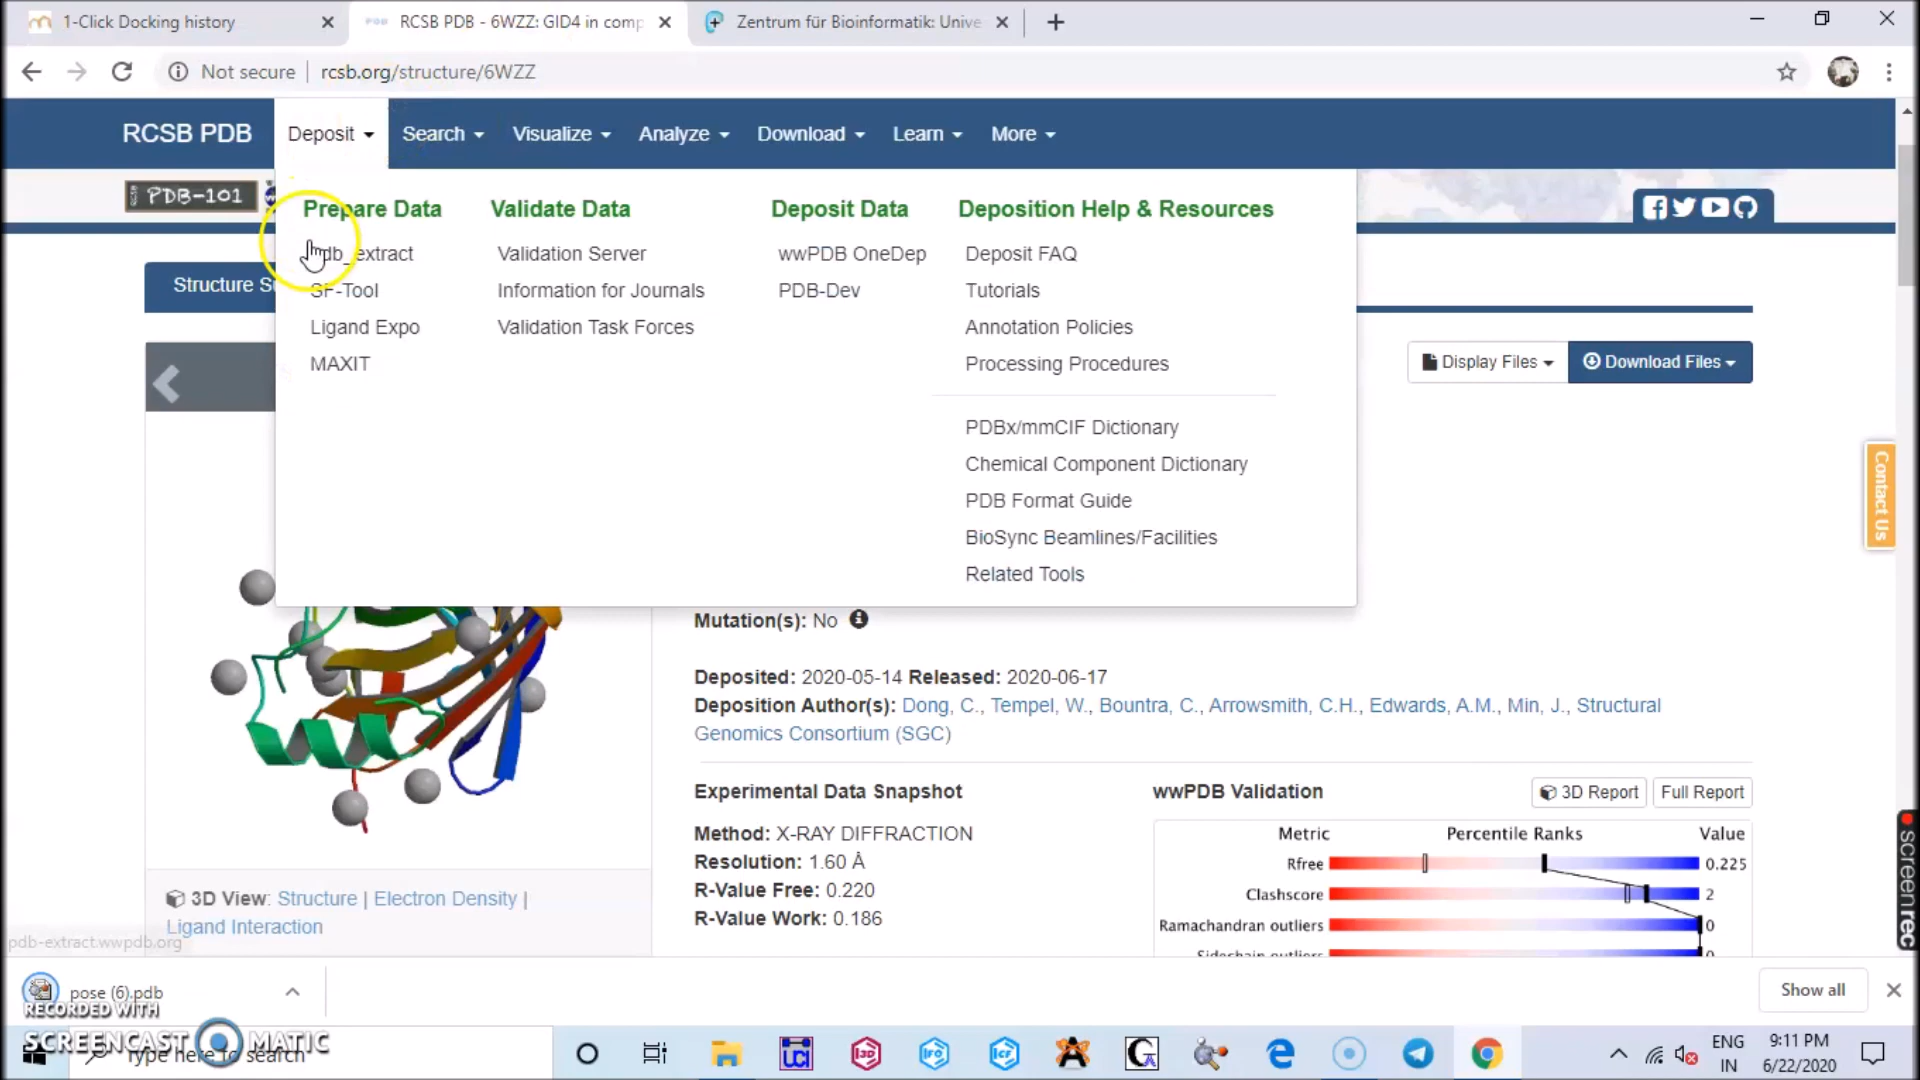 1-Click Docking history
RCSB PDB - 6WZZ: GID4 in comp
Zentrum für Bioinformatik: Unive
Not secure
rcsb.org/structure/6WZZ
RCSB PDB
Deposit
Search
Visualize
Analyze
Download
Learn
More
PDB-101
Prepare Data
Validate Data
Deposit Data
Deposition Help & Resources
pdb_extract
Validation Server
wwPDB OneDep
Deposit FAQ
SF-Tool
Information for Journals
PDB-Dev
Tutorials
Ligand Expo
Validation Task Forces
Annotation Policies
MAXIT
Processing Procedures
PDBx/mmCIF Dictionary
Chemical Component Dictionary
PDB Format Guide
BioSync Beamlines/Facilities
Related Tools
Structure Su
Display Files
Download Files
Contact Us
Mutation(s): No
Deposited: 2020-05-14 Released: 2020-06-17
Deposition Author(s): Dong, C., Tempel, W., Bountra, C., Arrowsmith, C.H., Edwards, A.M., Min, J., Structural
Genomics Consortium (SGC)
Experimental Data Snapshot
Method: X-RAY DIFFRACTION
Resolution: 1.60 Å
R-Value Free: 0.220
R-Value Work: 0.186
wwPDB Validation
3D Report
Full Report
Metric
Percentile Ranks
Value
Rfree
0.225
Clashscore
2
Ramachandran outliers
0
Sidechain outliers
0
3D View: Structure | Electron Density |
Ligand Interaction
pdb-extract.wwpdb.org
pose (6).pdb
Show all
RECORDED WITH
SCREENCAST MATIC
Type here to search
UCI
screenrec
ENG
IN
9:11 PM
6/22/2020